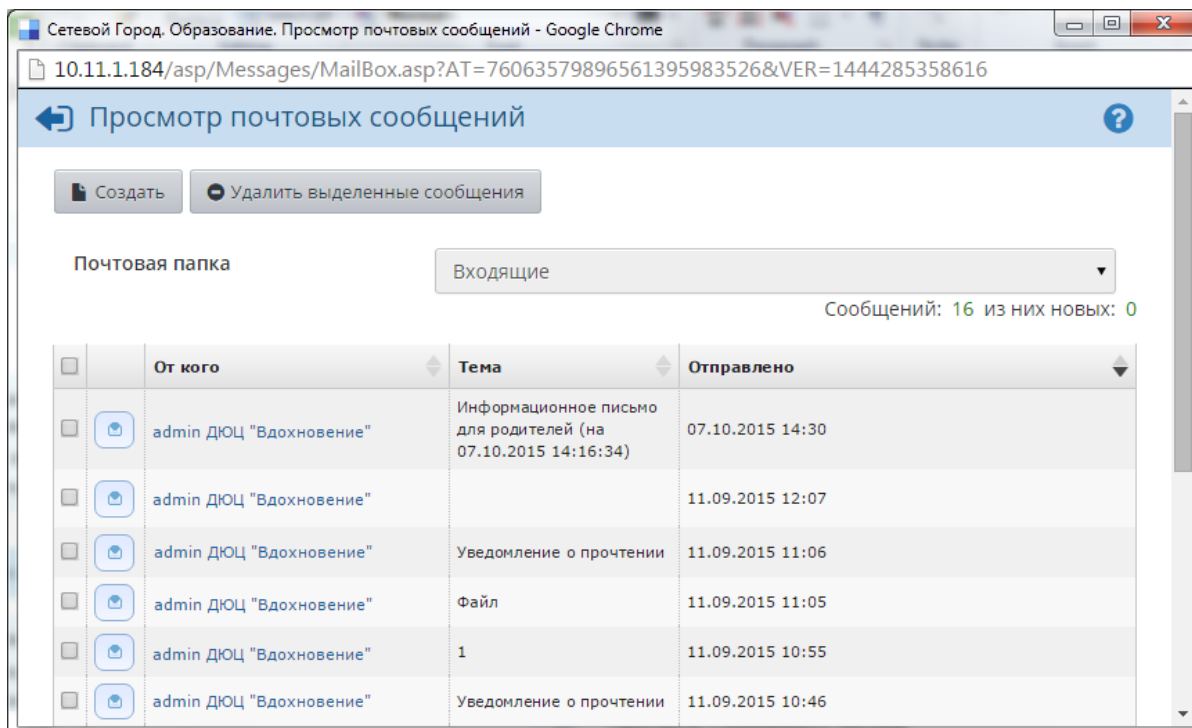 Сетевой Город. Образование. Просмотр почтовых сообщений - Google Chrome
10.11.1.184/asp/Messages/MailBox.asp?AT=76063579896561395983526&VER=1444285358616
Просмотр почтовых сообщений
?
Создать Удалить выделенные сообщения
Почтовая папка Входящие
Сообщений: 16 из них новых: 0
От кого Тема Отправлено
Информационное письмо
для родителей (на
07.10.2015 14:16:34)
admin ДЮЦ "Вдохновение" 07.10.2015 14:30
admin ДЮЦ "Вдохновение" 11.09.2015 12:07
admin ДЮЦ "Вдохновение" Уведомление о прочтении 11.09.2015 11:06
admin ДЮЦ "Вдохновение" Файл 11.09.2015 11:05
admin ДЮЦ "Вдохновение" 1 11.09.2015 10:55
admin ДЮЦ "Вдохновение" Уведомление о прочтении 11.09.2015 10:46